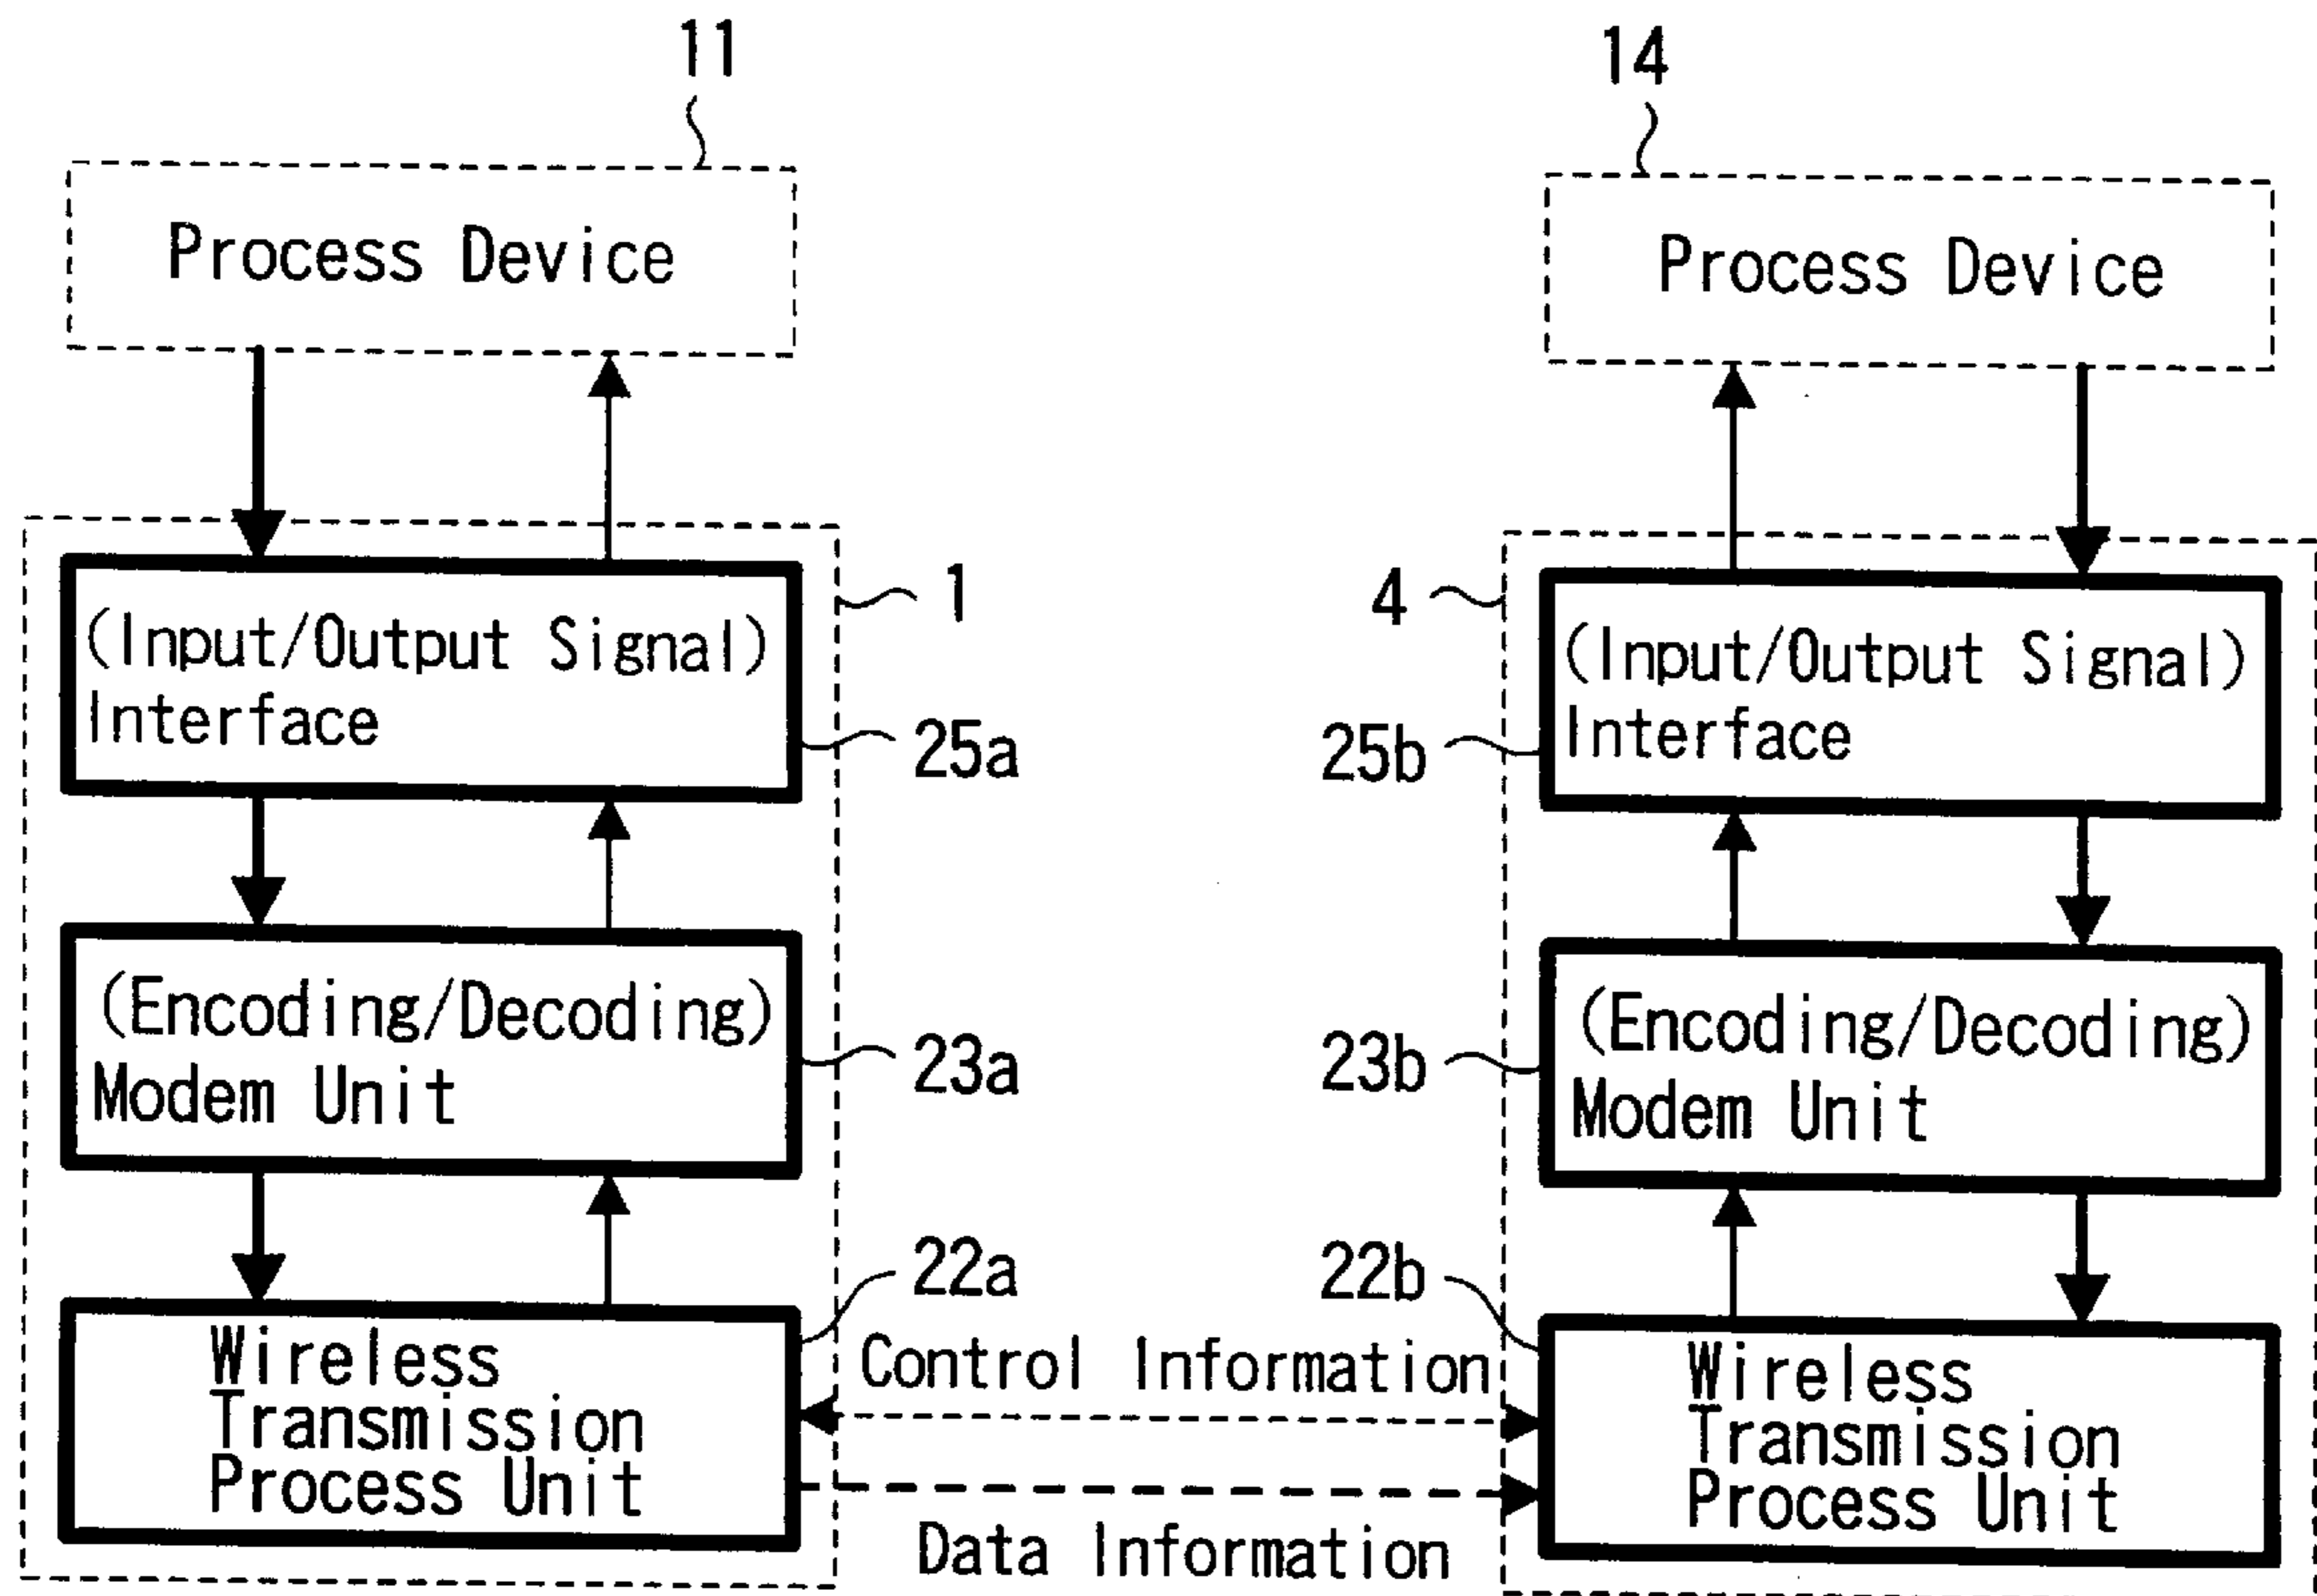 11
14
Process Device
Process Device
1
4
(Input/Output Signal)
Interface
25a
25b
(Input/Output Signal)
Interface
(Encoding/Decoding)
Modem Unit
23a
23b
(Encoding/Decoding)
Modem Unit
22a
22b
Wireless
Transmission
Process Unit
Control Information
Data Information
Wireless
Transmission
Process Unit